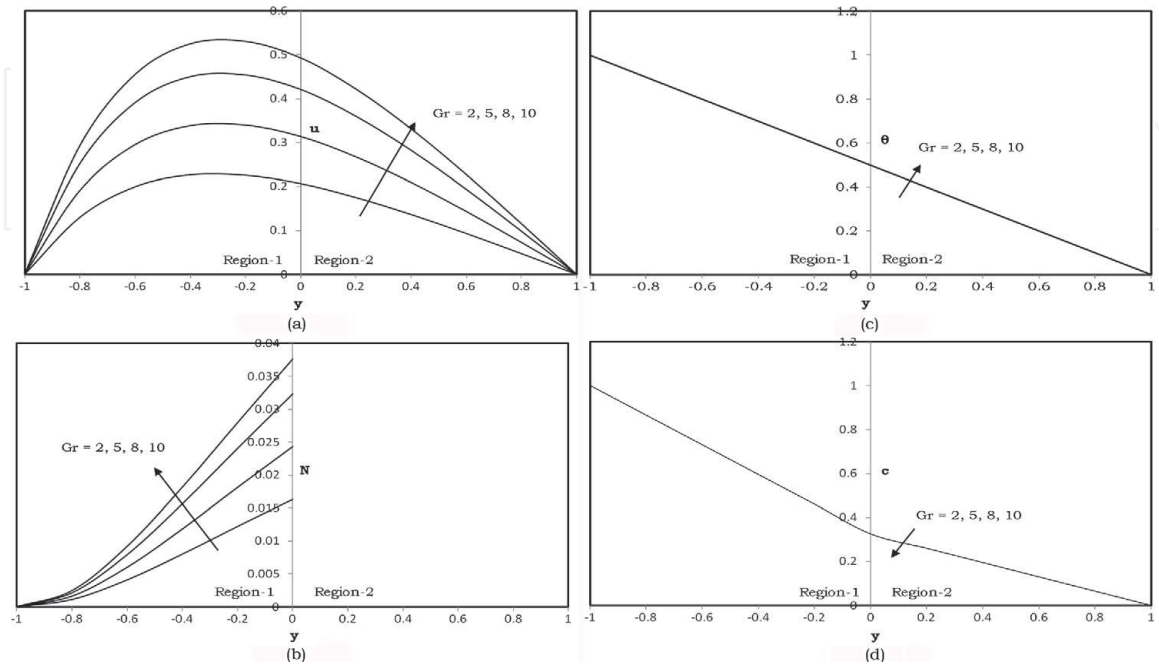 0.6
0.5
0.4
0.3
0.2
0.1
0
u
Gr = 2, 5, 8, 10
Region-1 Region-2
-1 -0.8 -0.6 -0.4 -0.2 0 0.2 0.4 0.6 0.8 1
y
(a)
1.2
1
0.8
0.6
0.4
0.2
0
θ
Gr = 2, 5, 8, 10
Region-1 Region-2
-1 -0.8 -0.6 -0.4 -0.2 0 0.2 0.4 0.6 0.8 1
y
(c)
0.04
0.035
0.03
0.025
0.02
0.015
0.01
0.005
0
Gr = 2, 5, 8, 10
N
Region-1 Region-2
-1 -0.8 -0.6 -0.4 -0.2 0 0.2 0.4 0.6 0.8 1
y
(b)
1.2
1
0.8
0.6
0.4
0.2
0
c
Gr = 2, 5, 8, 10
Region-1 Region-2
-1 -0.8 -0.6 -0.4 -0.2 0 0.2 0.4 0.6 0.8 1
y
(d)